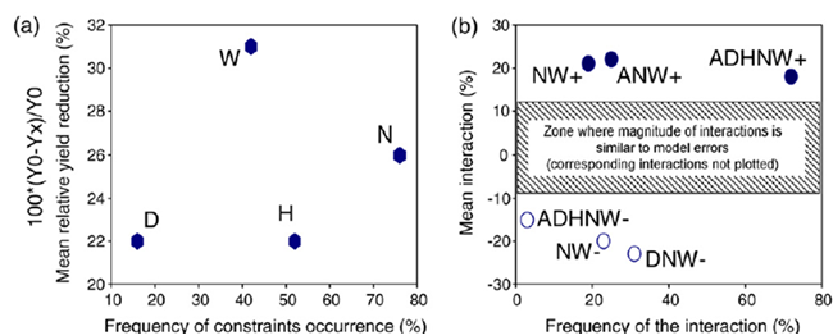 (a)
100*(Y0-Yx)/Y0
Mean relative yield reduction (%)
32
30
28
26
24
22
20
W
N
D
H
10 20 30 40 50 60 70 80
Frequency of constraints occurrence (%)
(b)
Mean interaction (%)
30
20
10
0
-10
-20
-30
NW+ ANW+ ADHNW+
Zone where magnitude of interactions is
similar to model errors
(corresponding interactions not plotted)
ADHNW-
NW- DNW-
0 20 40 60 80
Frequency of the interaction (%)